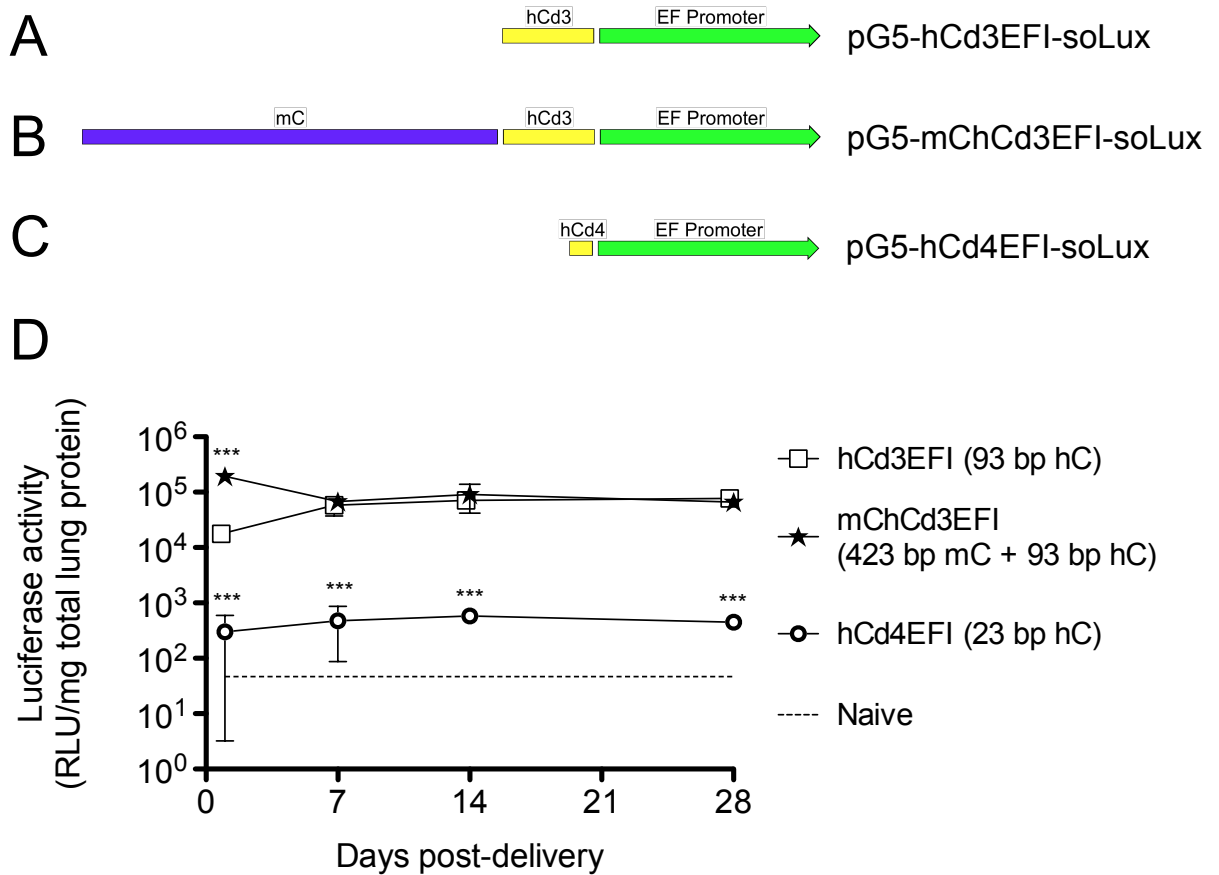 A
hCd3
EF Promoter
pG5-hCd3EFI-soLux
B
mC
hCd3
EF Promoter
pG5-mChCd3EFI-soLux
C
hCd4
EF Promoter
pG5-hCd4EFI-soLux
D
Luciferase activity
(RLU/mg total lung protein)
10⁶
10⁵
10⁴
10³
10²
10¹
10⁰
***
***
***
***
***
0 7 14 21 28
Days post-delivery
hCd3EFI (93 bp hC)
mChCd3EFI
(423 bp mC + 93 bp hC)
hCd4EFI (23 bp hC)
Naive